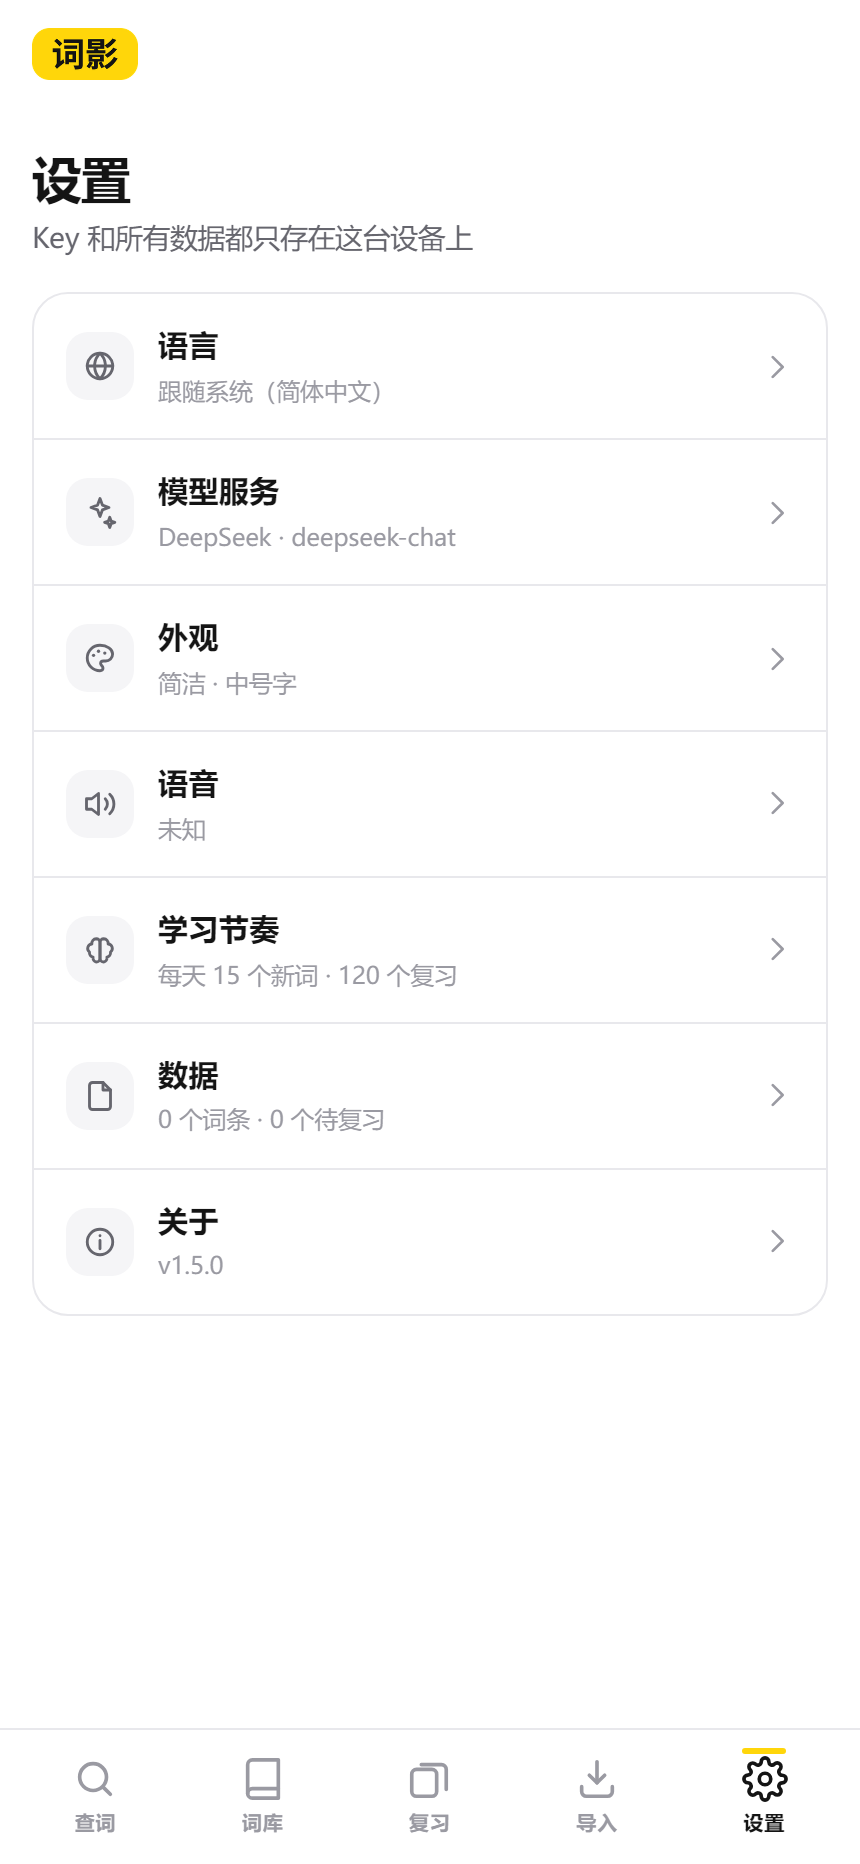 词影
设置
Key 和所有数据都只存在这台设备上
语言
跟随系统（简体中文）
模型服务
DeepSeek · deepseek-chat
外观
简洁 · 中号字
语音
未知
学习节奏
每天 15 个新词 · 120 个复习
数据
0 个词条 · 0 个待复习
关于
v1.5.0
查词
词库
复习
导入
设置